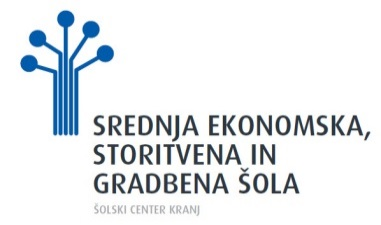 SREDNJA EKONOMSKA,
STORITVENA IN
GRADBENA ŠOLA
ŠOLSKI CENTER KRANJ